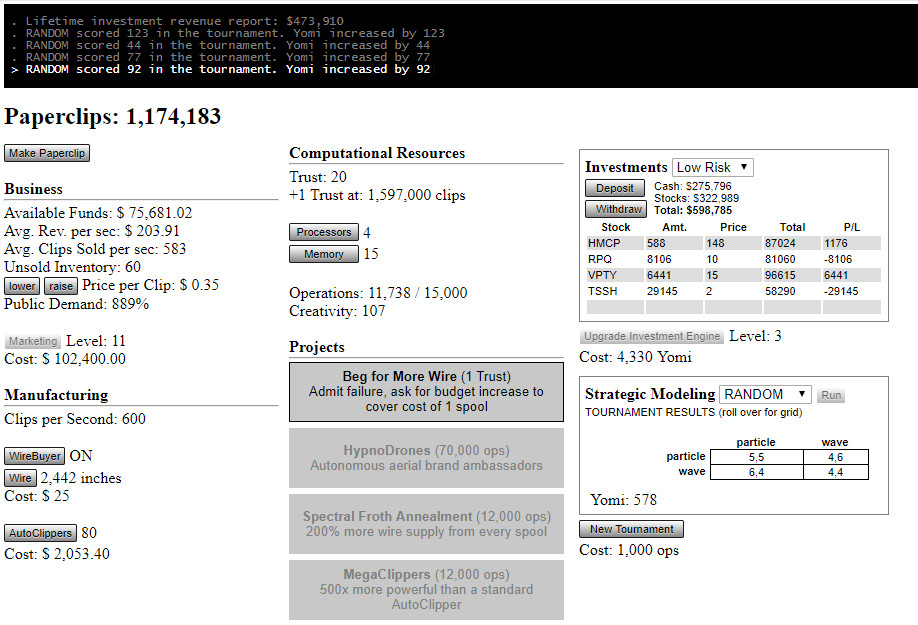 . Lifetime investment revenue report: $473,910
. RANDOM scored 123 in the tournament. Yomi increased by 123
. RANDOM scored 44 in the tournament. Yomi increased by 44
. RANDOM scored 77 in the tournament. Yomi increased by 77
> RANDOM scored 92 in the tournament. Yomi increased by 92
Paperclips: 1,174,183
Make Paperclip
Business
Available Funds: $ 75,681.02
Avg. Rev. per sec: $ 203.91
Avg. Clips Sold per sec: 583
Unsold Inventory: 60
lower raise Price per Clip: $ 0.35
Public Demand: 889%
Marketing Level: 11
Cost: $ 102,400.00
Manufacturing
Clips per Second: 600
WireBuyer ON
Wire 2,442 inches
Cost: $ 25
AutoClippers 80
Cost: $ 2,053.40
Computational Resources
Trust: 20
+1 Trust at: 1,597,000 clips
Processors 4
Memory 15
Operations: 11,738 / 15,000
Creativity: 107
Projects
Beg for More Wire (1 Trust)
Admit failure, ask for budget increase to
cover cost of 1 spool
HypnoDrones (70,000 ops)
Autonomous aerial brand ambassadors
Spectral Froth Annealment (12,000 ops)
200% more wire supply from every spool
MegaClippers (12,000 ops)
500x more powerful than a standard
AutoClipper
Investments Low Risk ▼
Deposit Cash: $275,796
Stocks: $322,989
Withdraw Total: $598,785
Stock Amt. Price Total P/L
HMCP 588 148 87024 1176
RPQ 8106 10 81060 -8106
VPTY 6441 15 96615 6441
TSSH 29145 2 58290 -29145
Upgrade Investment Engine Level: 3
Cost: 4,330 Yomi
Strategic Modeling RANDOM ▼ Run
TOURNAMENT RESULTS (roll over for grid)
particle wave
particle 5,5 4,6
wave 6,4 4,4
Yomi: 578
New Tournament
Cost: 1,000 ops